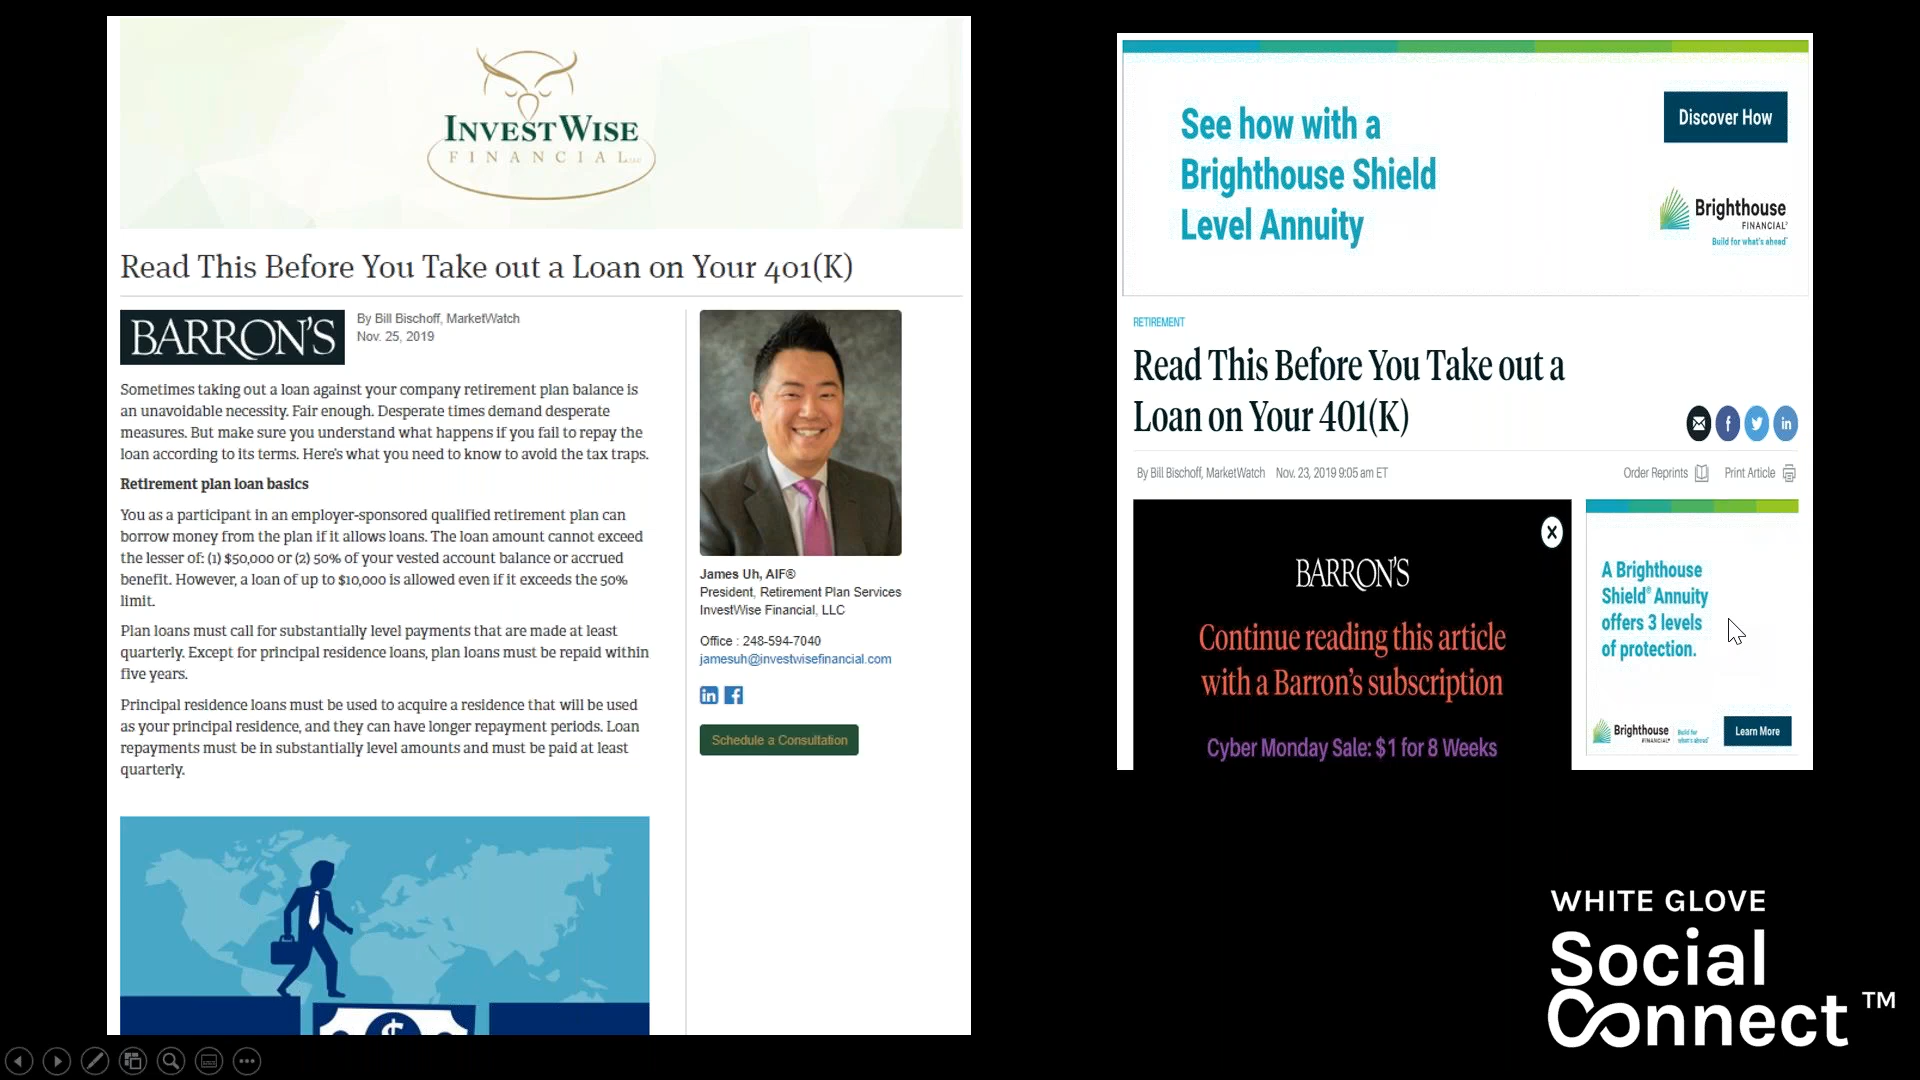 INVESTWISE
FINANCIAL LLC
Read This Before You Take out a Loan on Your 401(K)
BARRON'S
By Bill Bischoff, MarketWatch
Nov. 25, 2019
Sometimes taking out a loan against your company retirement plan balance is
an unavoidable necessity. Fair enough. Desperate times demand desperate
measures. But make sure you understand what happens if you fail to repay the
loan according to its terms. Here's what you need to know to avoid the tax traps.
Retirement plan loan basics
You as a participant in an employer-sponsored qualified retirement plan can
borrow money from the plan if it allows loans. The loan amount cannot exceed
the lesser of: (1) $50,000 or (2) 50% of your vested account balance or accrued
benefit. However, a loan of up to $10,000 is allowed even if it exceeds the 50%
limit.
Plan loans must call for substantially level payments that are made at least
quarterly. Except for principal residence loans, plan loans must be repaid within
five years.
Principal residence loans must be used to acquire a residence that will be used
as your principal residence, and they can have longer repayment periods. Loan
repayments must be in substantially level amounts and must be paid at least
quarterly.
James Uh, AIF®
President, Retirement Plan Services
InvestWise Financial, LLC
Office : 248-594-7040
jamesuh@investwisefinancial.com
in f
Schedule a Consultation
$
See how with a
Brighthouse Shield
Level Annuity
Discover How
Brighthouse
FINANCIAL®
Build for what's ahead℠
RETIREMENT
Read This Before You Take out a
Loan on Your 401(K)
f in
By Bill Bischoff, MarketWatch Nov. 23, 2019 9:05 am ET
Order Reprints Print Article
X
BARRON'S
Continue reading this article
with a Barron's subscription
Cyber Monday Sale: $1 for 8 Weeks
A Brighthouse
Shield® Annuity
offers 3 levels
of protection.
Brighthouse
FINANCIAL®
Build for
what's ahead℠
Learn More
WHITE GLOVE
Social
Connect ™